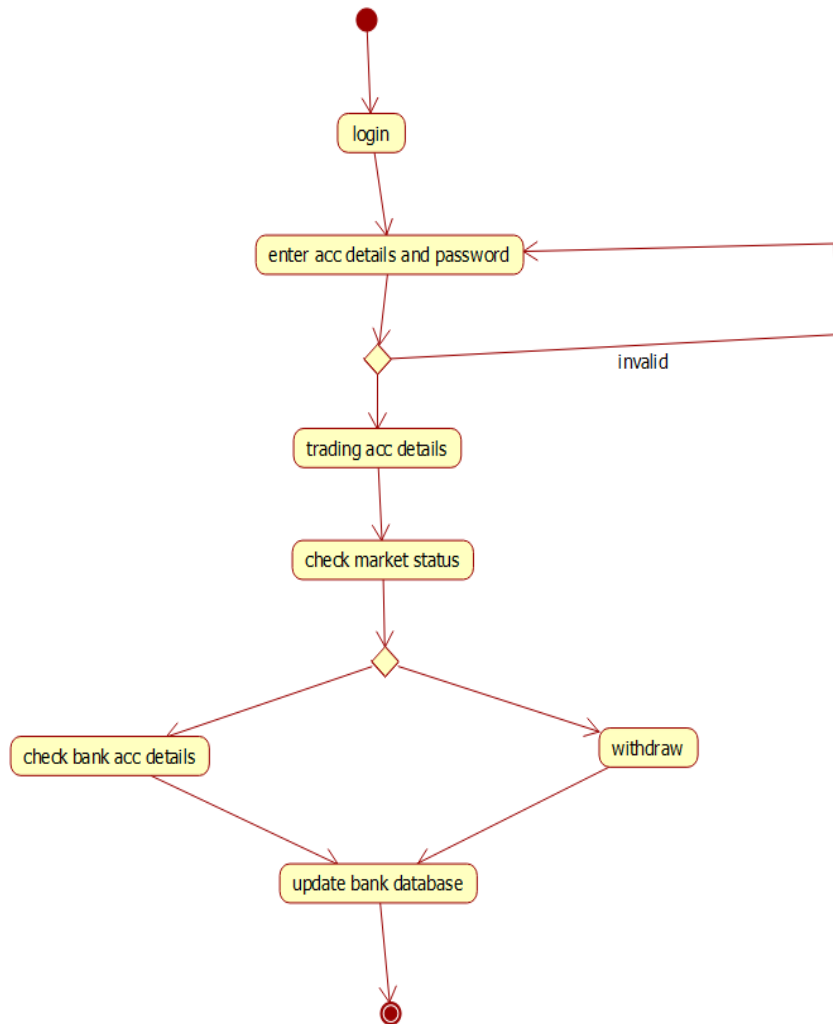 login
enter acc details and password
invalid
trading acc details
check market status
check bank acc details
withdraw
update bank database